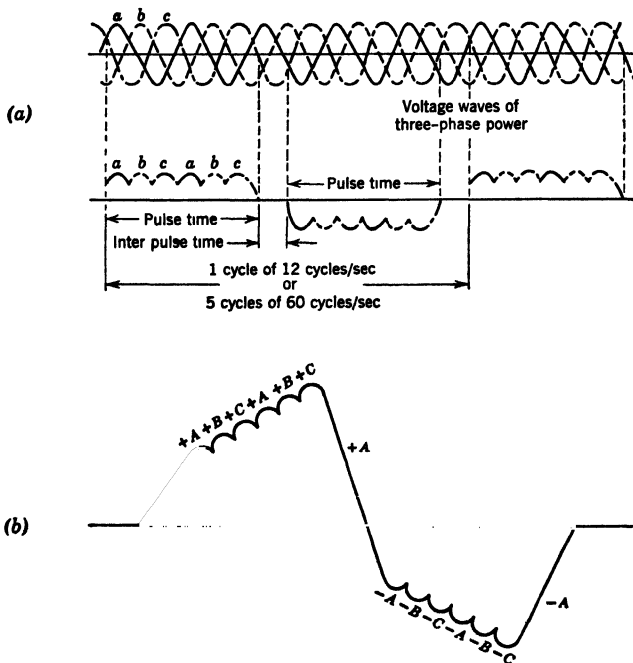 a b c
(a)
Voltage waves of
three-phase power
a b c a b c
Pulse time
Pulse time
Inter pulse time
1 cycle of 12 cycles/sec
or
5 cycles of 60 cycles/sec
+A +B +C +A +B +C
+A
(b)
-A -B -C -A -B -C
-A